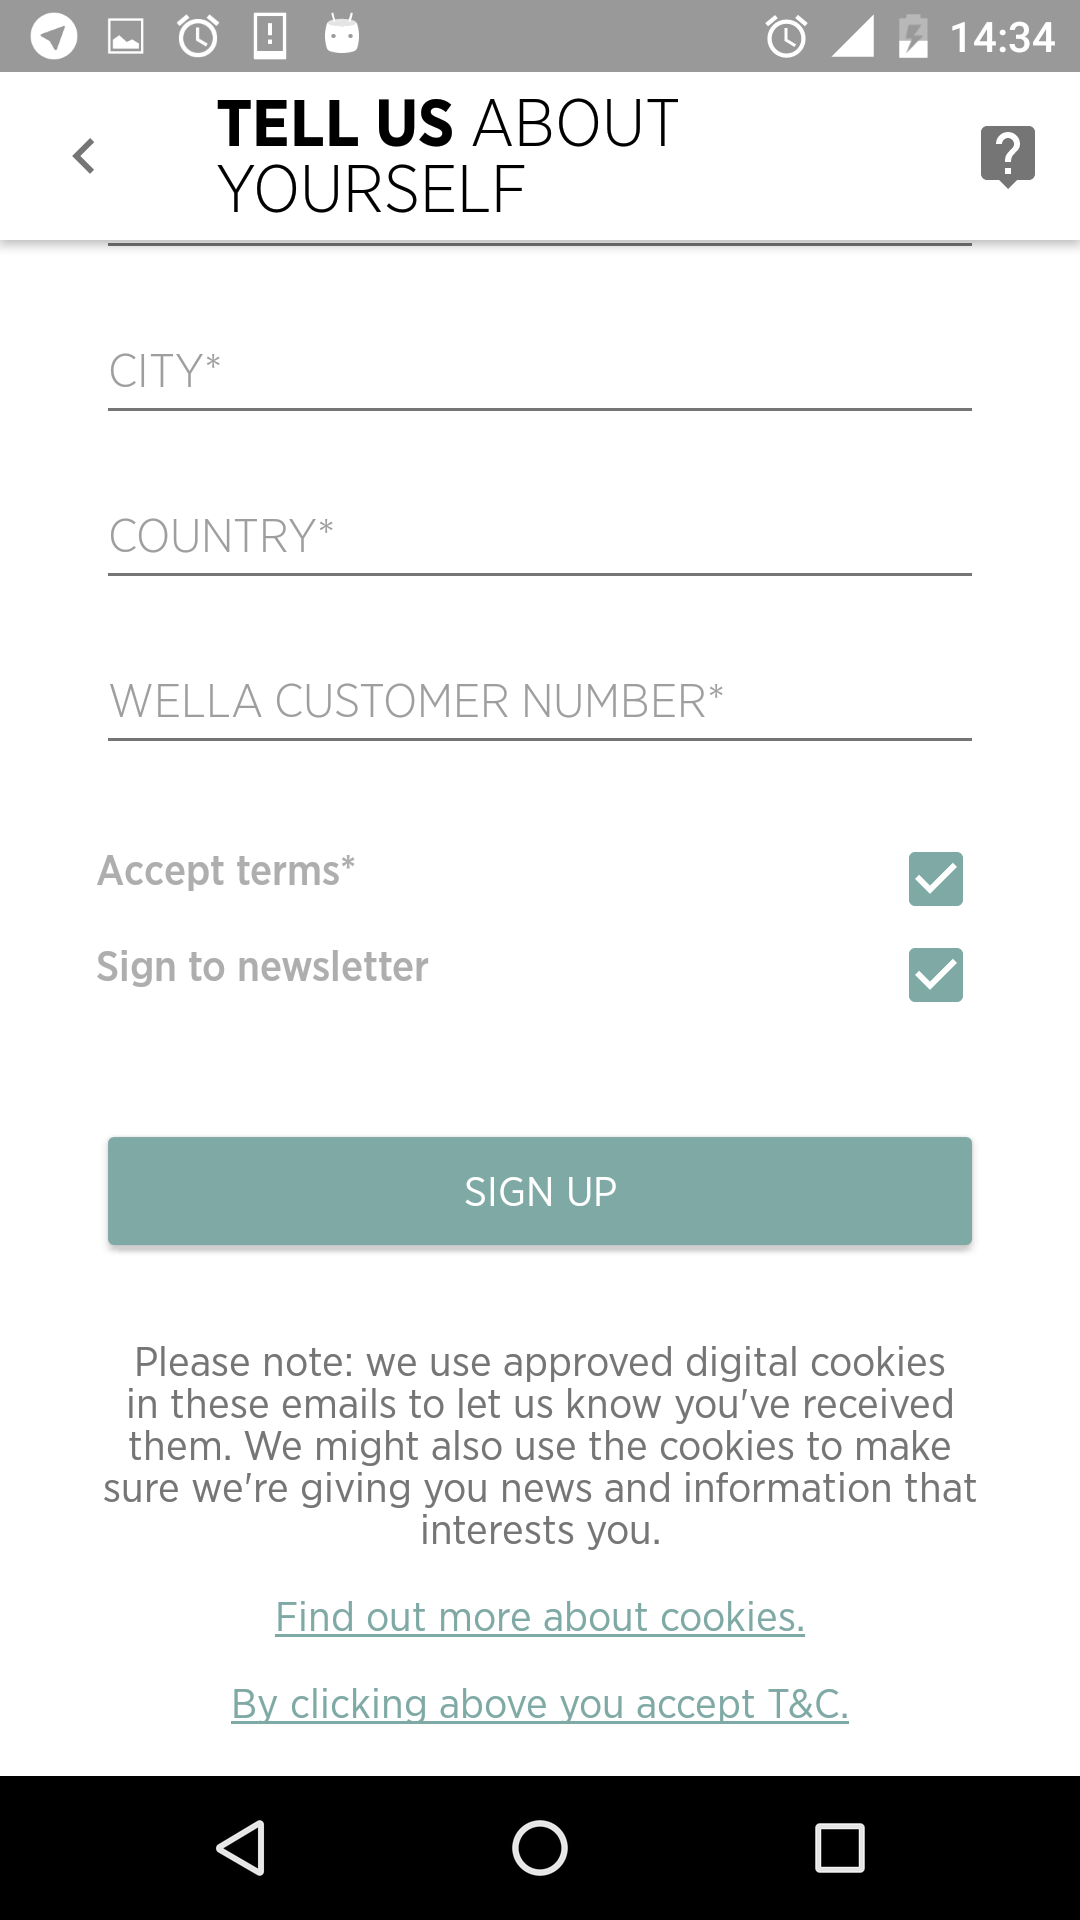 14:34
TELL US ABOUT
YOURSELF
CITY*
COUNTRY*
WELLA CUSTOMER NUMBER*
Accept terms*
Sign to newsletter
SIGN UP
Please note: we use approved digital cookies
in these emails to let us know you've received
them. We might also use the cookies to make
sure we're giving you news and information that
interests you.
Find out more about cookies.
By clicking above you accept T&C.